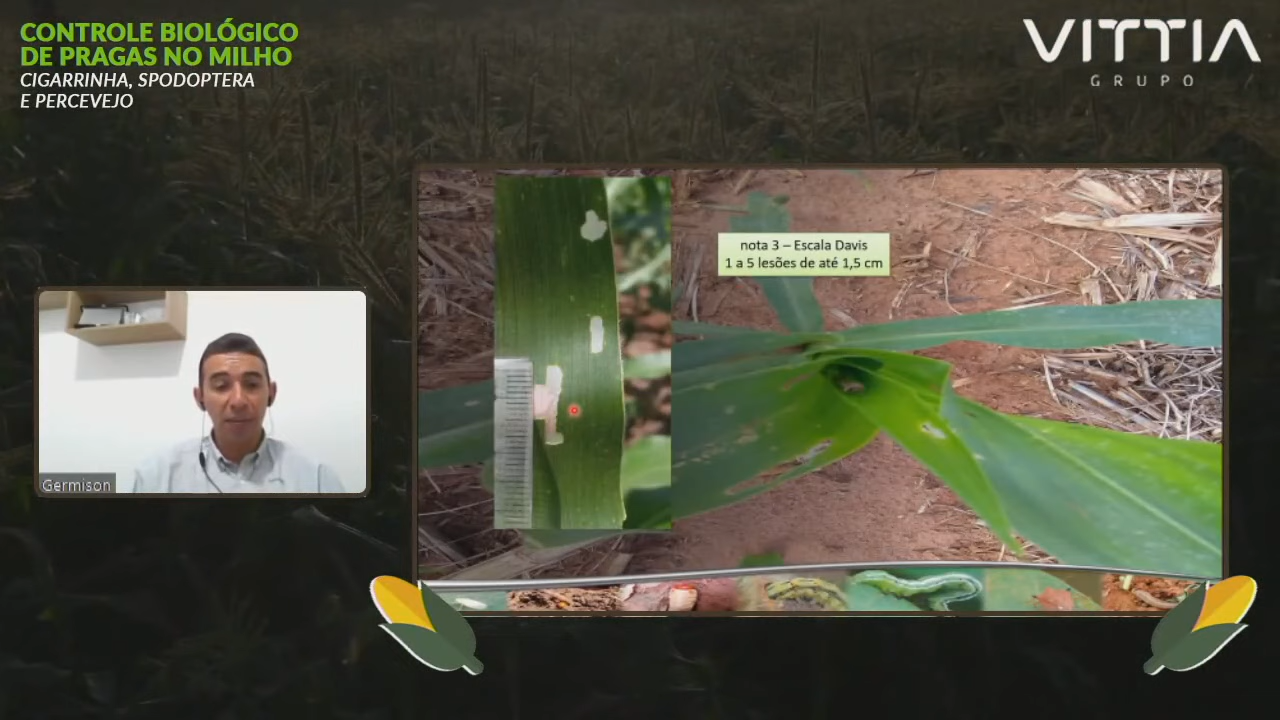 CONTROLE BIOLÓGICO
DE PRAGAS NO MILHO
CIGARRINHA, SPODOPTERA
E PERCEVEJO
VITTIA
GRUPO
nota 3 – Escala Davis
1 a 5 lesões de até 1,5 cm
Germison